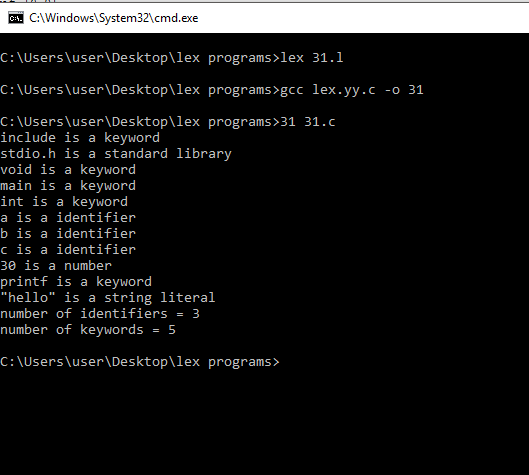 C:\Windows\System32\cmd.exe
C:\Users\user\Desktop\lex programs>lex 31.l
C:\Users\user\Desktop\lex programs>gcc lex.yy.c -o 31
C:\Users\user\Desktop\lex programs>31 31.c
include is a keyword
stdio.h is a standard library
void is a keyword
main is a keyword
int is a keyword
a is a identifier
b is a identifier
c is a identifier
30 is a number
printf is a keyword
"hello" is a string literal
number of identifiers = 3
number of keywords = 5
C:\Users\user\Desktop\lex programs>